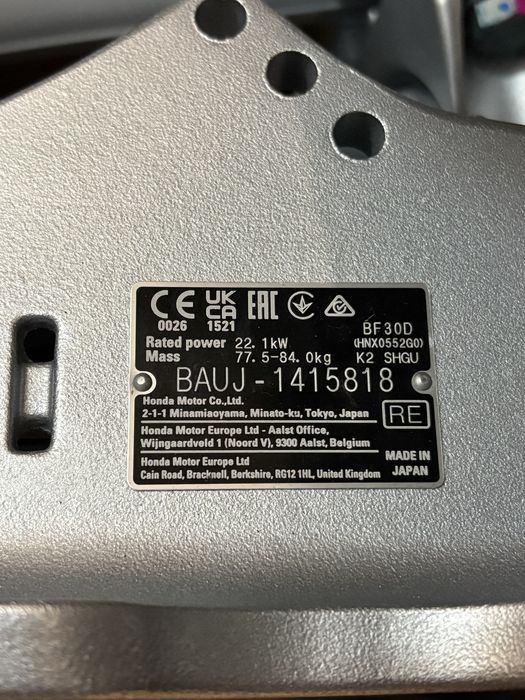 CE UK CA EAC
0026 1521
BF30D
Rated power 22.1kW (HNX0552G0)
Mass 77.5-84.0kg K2 SHGU
BAUJ-1415818
Honda Motor Co.,Ltd.
2-1-1 Minamiaoyama, Minato-ku, Tokyo, Japan
RE
Honda Motor Europe Ltd - Aalst Office,
Wijngaardveld 1 (Noord V), 9300 Aalst, Belgium
MADE IN
JAPAN
Honda Motor Europe Ltd
Cain Road, Bracknell, Berkshire, RG12 1HL, United Kingdom